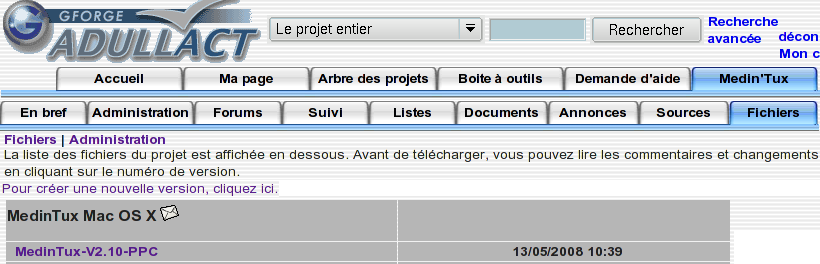 GFORGE
ADULLACT
Le projet entier
Rechercher
Recherche avancée
décon
Mon c
Accueil Ma page Arbre des projets Boite à outils Demande d'aide Medin'Tux
En bref Administration Forums Suivi Listes Documents Annonces Sources Fichiers
Fichiers | Administration
La liste des fichiers du projet est affichée en dessous. Avant de télécharger, vous pouvez lire les commentaires et changements
en cliquant sur le numéro de version.
Pour créer une nouvelle version, cliquez ici.
MedinTux Mac OS X
MedinTux-V2.10-PPC 13/05/2008 10:39